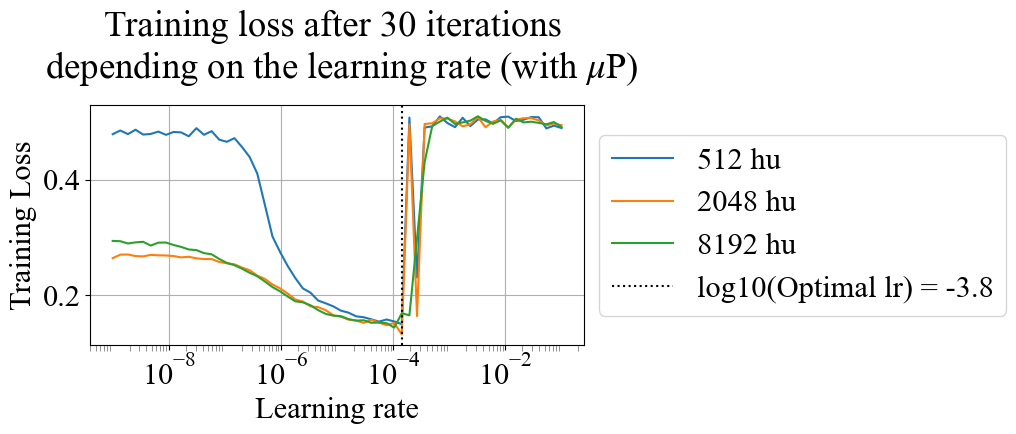 Training loss after 30 iterations
depending on the learning rate (with μP)
Training Loss
0.4
0.2
10⁻⁸ 10⁻⁶ 10⁻⁴ 10⁻²
Learning rate
512 hu
2048 hu
8192 hu
log10(Optimal lr) = -3.8